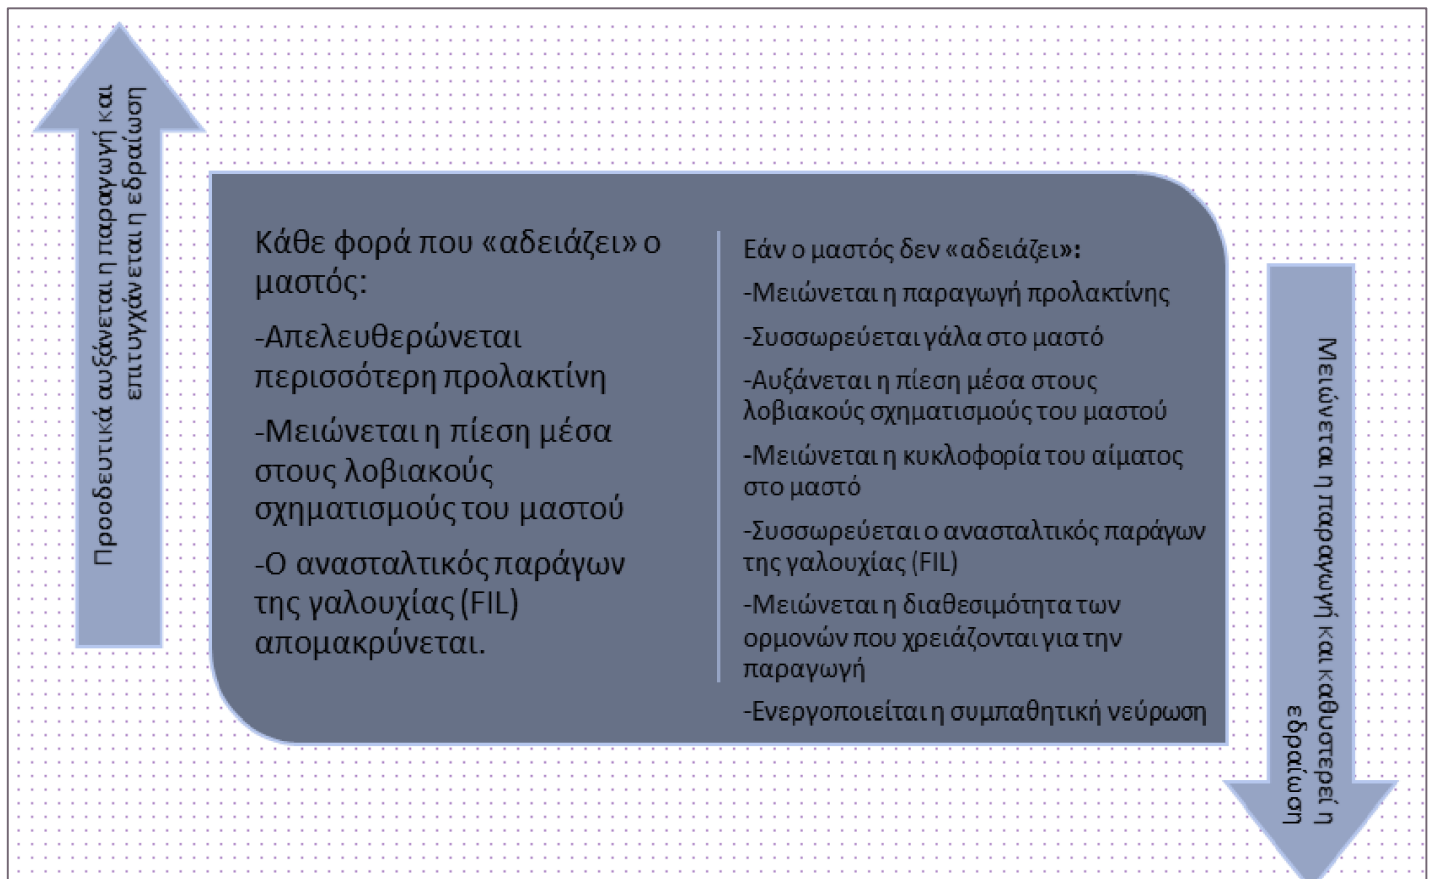 Προοδευτικά αυξάνεται η παραγωγή και
επιτυγχάνεται η εδραίωση
Κάθε φορά που «αδειάζει» ο
μαστός:
-Απελευθερώνεται
περισσότερη προλακτίνη
-Μειώνεται η πίεση μέσα
στους λοβιακούς
σχηματισμούς του μαστού
-Ο ανασταλτικός παράγων
της γαλουχίας (FIL)
απομακρύνεται.
Εάν ο μαστός δεν «αδειάζει»:
-Μειώνεται η παραγωγή προλακτίνης
-Συσσωρεύεται γάλα στο μαστό
-Αυξάνεται η πίεση μέσα στους
λοβιακούς σχηματισμούς του μαστού
-Μειώνεται η κυκλοφορία του αίματος
στο μαστό
-Συσσωρεύεται ο ανασταλτικός παράγων
της γαλουχίας (FIL)
-Μειώνεται η διαθεσιμότητα των
ορμονών που χρειάζονται για την
παραγωγή
-Ενεργοποιείται η συμπαθητική νεύρωση
Μειώνεται η παραγωγή και καθυστερεί η
εδραίωση